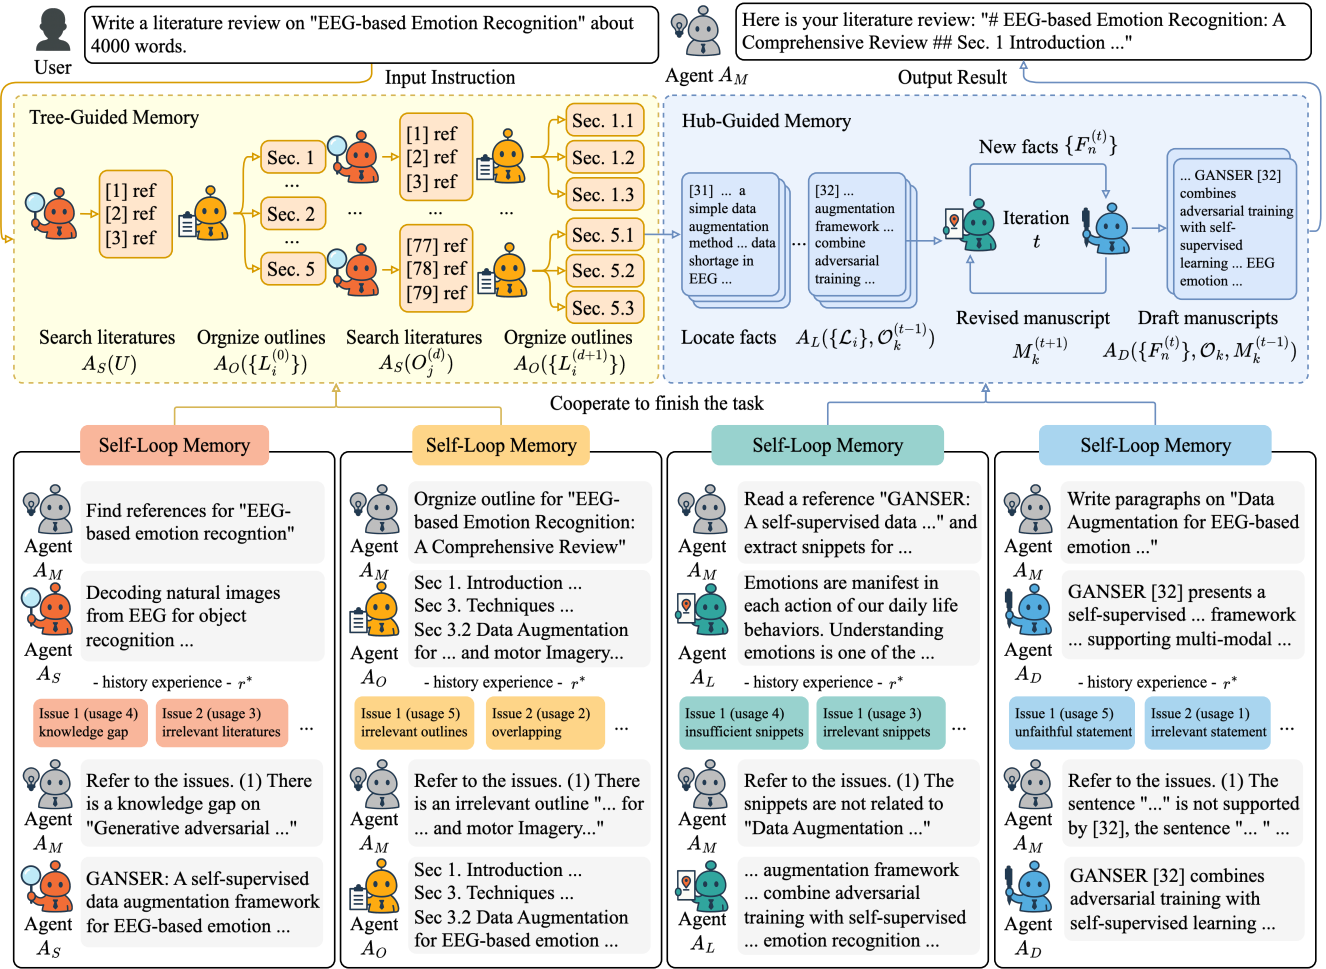 Write a literature review on "EEG-based Emotion Recognition" about
4000 words.
User
Input Instruction
Here is your literature review: "# EEG-based Emotion Recognition: A
Comprehensive Review ## Sec. 1 Introduction ..."
Agent A_M
Output Result
Tree-Guided Memory
[1] ref
[2] ref
[3] ref
Sec. 1
...
Sec. 2
...
Sec. 5
[1] ref
[2] ref
[3] ref
...
[77] ref
[78] ref
[79] ref
...
...
Sec. 1.1
Sec. 1.2
Sec. 1.3
Sec. 5.1
Sec. 5.2
Sec. 5.3
Search literatures
A_S(U)
Orgnize outlines
A_O({L_i^{(0)}})
Search literatures
A_S(O_j^{(d)})
Orgnize outlines
A_O({L_i^{(d+1)}})
Hub-Guided Memory
[31] ... a
simple data
augmentation
method ... data
shortage in
EEG ...
...
[32] ...
augmentation
framework ...
combine
adversarial
training ...
Locate facts
A_L({\mathcal{L}_i}, \mathcal{O}_k^{(t-1)})
New facts {F_n^{(t)}}
Iteration
t
Revised manuscript
M_k^{(t+1)}
... GANSER [32]
combines
adversarial training
with self-
supervised
learning ... EEG
emotion ...
Draft manuscripts
A_D({F_n^{(t)}}, \mathcal{O}_k, M_k^{(t-1)})
Cooperate to finish the task
Self-Loop Memory
Agent
A_M
Find references for "EEG-
based emotion recogntion"
Agent
A_S
Decoding natural images
from EEG for object
recognition ...
- history experience - r*
Issue 1 (usage 4)
knowledge gap
Issue 2 (usage 3)
irrelevant literatures
...
Agent
A_M
Refer to the issues. (1) There
is a knowledge gap on
"Generative adversarial ..."
Agent
A_S
GANSER: A self-supervised
data augmentation framework
for EEG-based emotion ...
Self-Loop Memory
Agent
A_M
Orgnize outline for "EEG-
based Emotion Recognition:
A Comprehensive Review"
Agent
A_O
Sec 1. Introduction ...
Sec 3. Techniques ...
Sec 3.2 Data Augmentation
for ... and motor Imagery...
- history experience - r*
Issue 1 (usage 5)
irrelevant outlines
Issue 2 (usage 2)
overlapping
...
Agent
A_M
Refer to the issues. (1) There
is an irrelevant outline "... for
... and motor Imagery..."
Agent
A_O
Sec 1. Introduction ...
Sec 3. Techniques ...
Sec 3.2 Data Augmentation
for EEG-based emotion ...
Self-Loop Memory
Agent
A_M
Read a reference "GANSER:
A self-supervised data ..." and
extract snippets for ...
Agent
A_L
Emotions are manifest in
each action of our daily life
behaviors. Understanding
emotions is one of the ...
- history experience - r*
Issue 1 (usage 4)
insufficient snippets
Issue 1 (usage 3)
irrelevant snippets
...
Agent
A_M
Refer to the issues. (1) The
snippets are not related to
"Data Augmentation ..."
Agent
A_L
... augmentation framework
... combine adversarial
training with self-supervised
... emotion recognition ...
Self-Loop Memory
Agent
A_M
Write paragraphs on "Data
Augmentation for EEG-based
emotion ..."
Agent
A_D
GANSER [32] presents a
self-supervised ... framework
... supporting multi-modal ...
- history experience - r*
Issue 1 (usage 5)
unfaithful statement
Issue 2 (usage 1)
irrelevant statement
...
Agent
A_M
Refer to the issues. (1) The
sentence "..." is not supported
by [32], the sentence "... " ...
Agent
A_D
GANSER [32] combines
adversarial training with
self-supervised learning ...